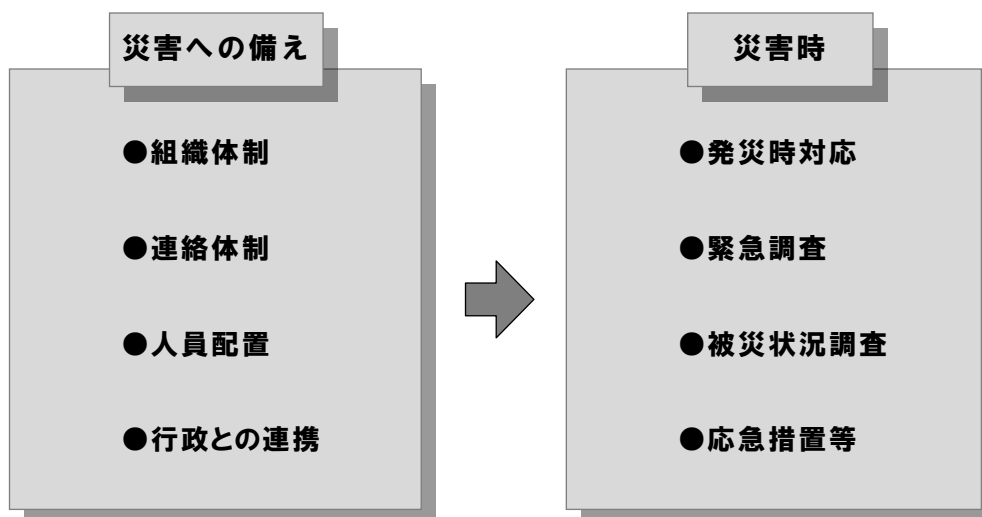 災害への備え
●組織体制
●連絡体制
●人員配置
●行政との連携
災害時
●発災時対応
●緊急調査
●被災状況調査
●応急措置等